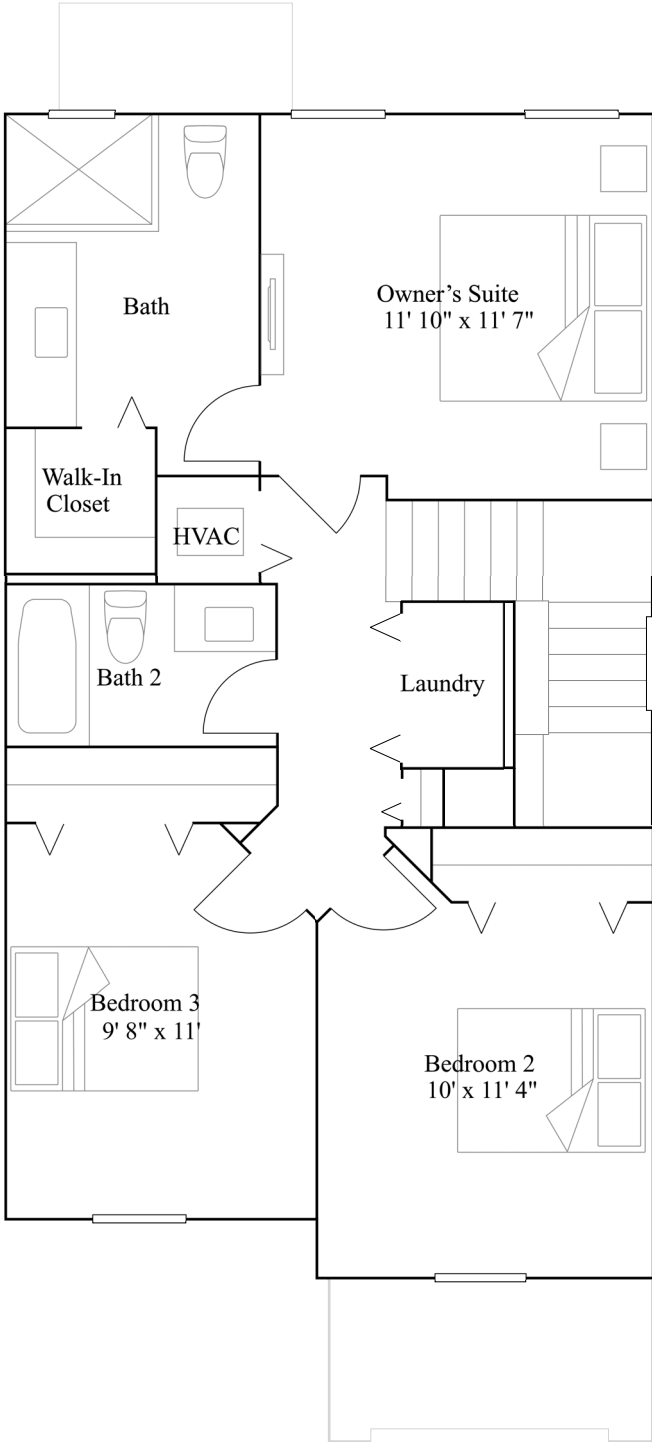 Bath
Owner's Suite
11' 10" x 11' 7"
Walk-In
Closet
HVAC
Bath 2
Laundry
Bedroom 3
9' 8" x 11'
Bedroom 2
10' x 11' 4"